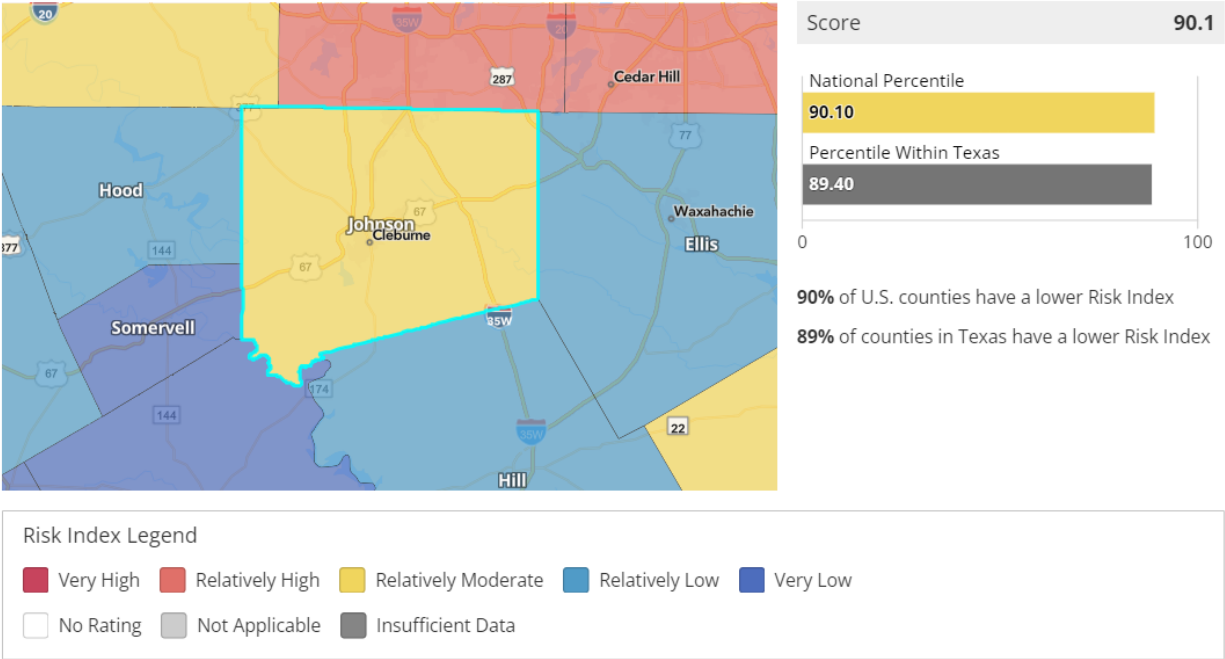 20
35W
20
287
Cedar Hill
377
77
Hood
67
Waxahachie
Johnson
Cleburne
Ellis
377
144
67
35W
Somervell
67
174
144
22
35W
Hill
Score 90.1
National Percentile
90.10
Percentile Within Texas
89.40
0 100
90% of U.S. counties have a lower Risk Index
89% of counties in Texas have a lower Risk Index
Risk Index Legend
Very High Relatively High Relatively Moderate Relatively Low Very Low
No Rating Not Applicable Insufficient Data